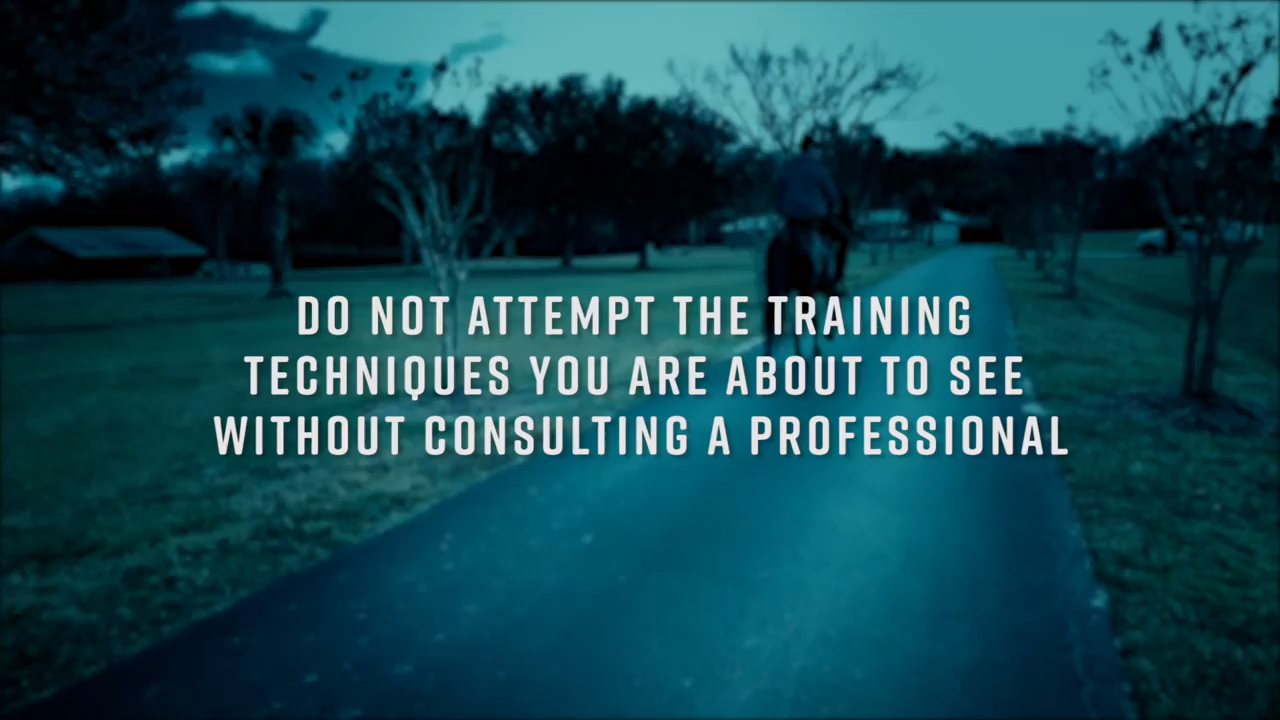 DO NOT ATTEMPT THE TRAINING
TECHNIQUES YOU ARE ABOUT TO SEE
WITHOUT CONSULTING A PROFESSIONAL